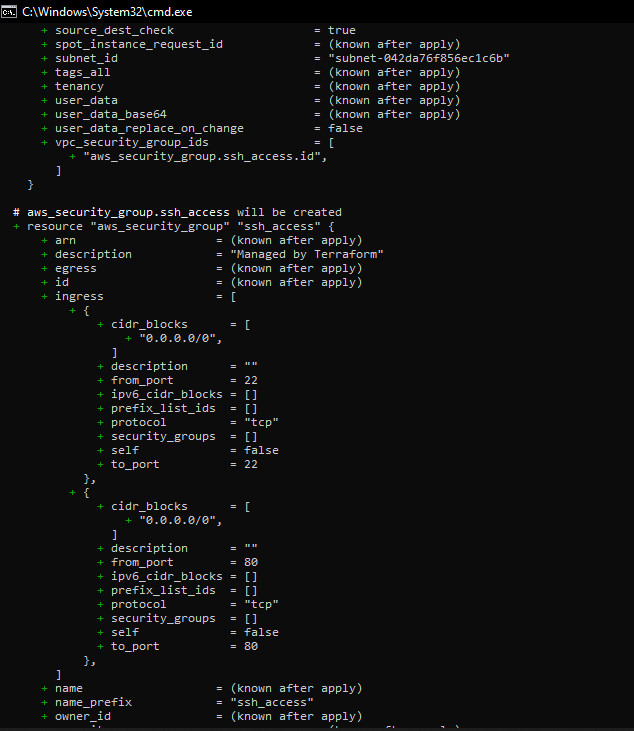 C:\Windows\System32\cmd.exe
+ source_dest_check                    = true
+ spot_instance_request_id             = (known after apply)
+ subnet_id                            = "subnet-042da76f856ec1c6b"
+ tags_all                             = (known after apply)
+ tenancy                              = (known after apply)
+ user_data                            = (known after apply)
+ user_data_base64                     = (known after apply)
+ user_data_replace_on_change          = false
+ vpc_security_group_ids               = [
+ "aws_security_group.ssh_access.id",
]
}
# aws_security_group.ssh_access will be created
+ resource "aws_security_group" "ssh_access" {
+ arn                    = (known after apply)
+ description            = "Managed by Terraform"
+ egress                 = (known after apply)
+ id                     = (known after apply)
+ ingress                = [
+ {
+ cidr_blocks      = [
+ "0.0.0.0/0",
]
+ description      = ""
+ from_port        = 22
+ ipv6_cidr_blocks = []
+ prefix_list_ids  = []
+ protocol         = "tcp"
+ security_groups  = []
+ self             = false
+ to_port          = 22
},
+ {
+ cidr_blocks      = [
+ "0.0.0.0/0",
]
+ description      = ""
+ from_port        = 80
+ ipv6_cidr_blocks = []
+ prefix_list_ids  = []
+ protocol         = "tcp"
+ security_groups  = []
+ self             = false
+ to_port          = 80
},
]
+ name                   = (known after apply)
+ name_prefix            = "ssh_access"
+ owner_id               = (known after apply)